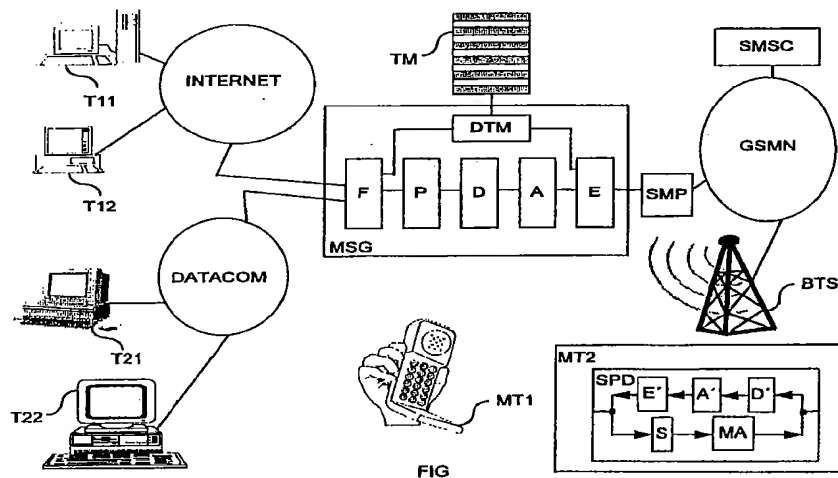 T11
INTERNET
TM
SMSC
T12
DTM
GSMN
F
P
D
A
E
SMP
MSG
DATACOM
BTS
T21
MT2
SPD
E´
A´
D´
T22
MT1
S
MA
FIG